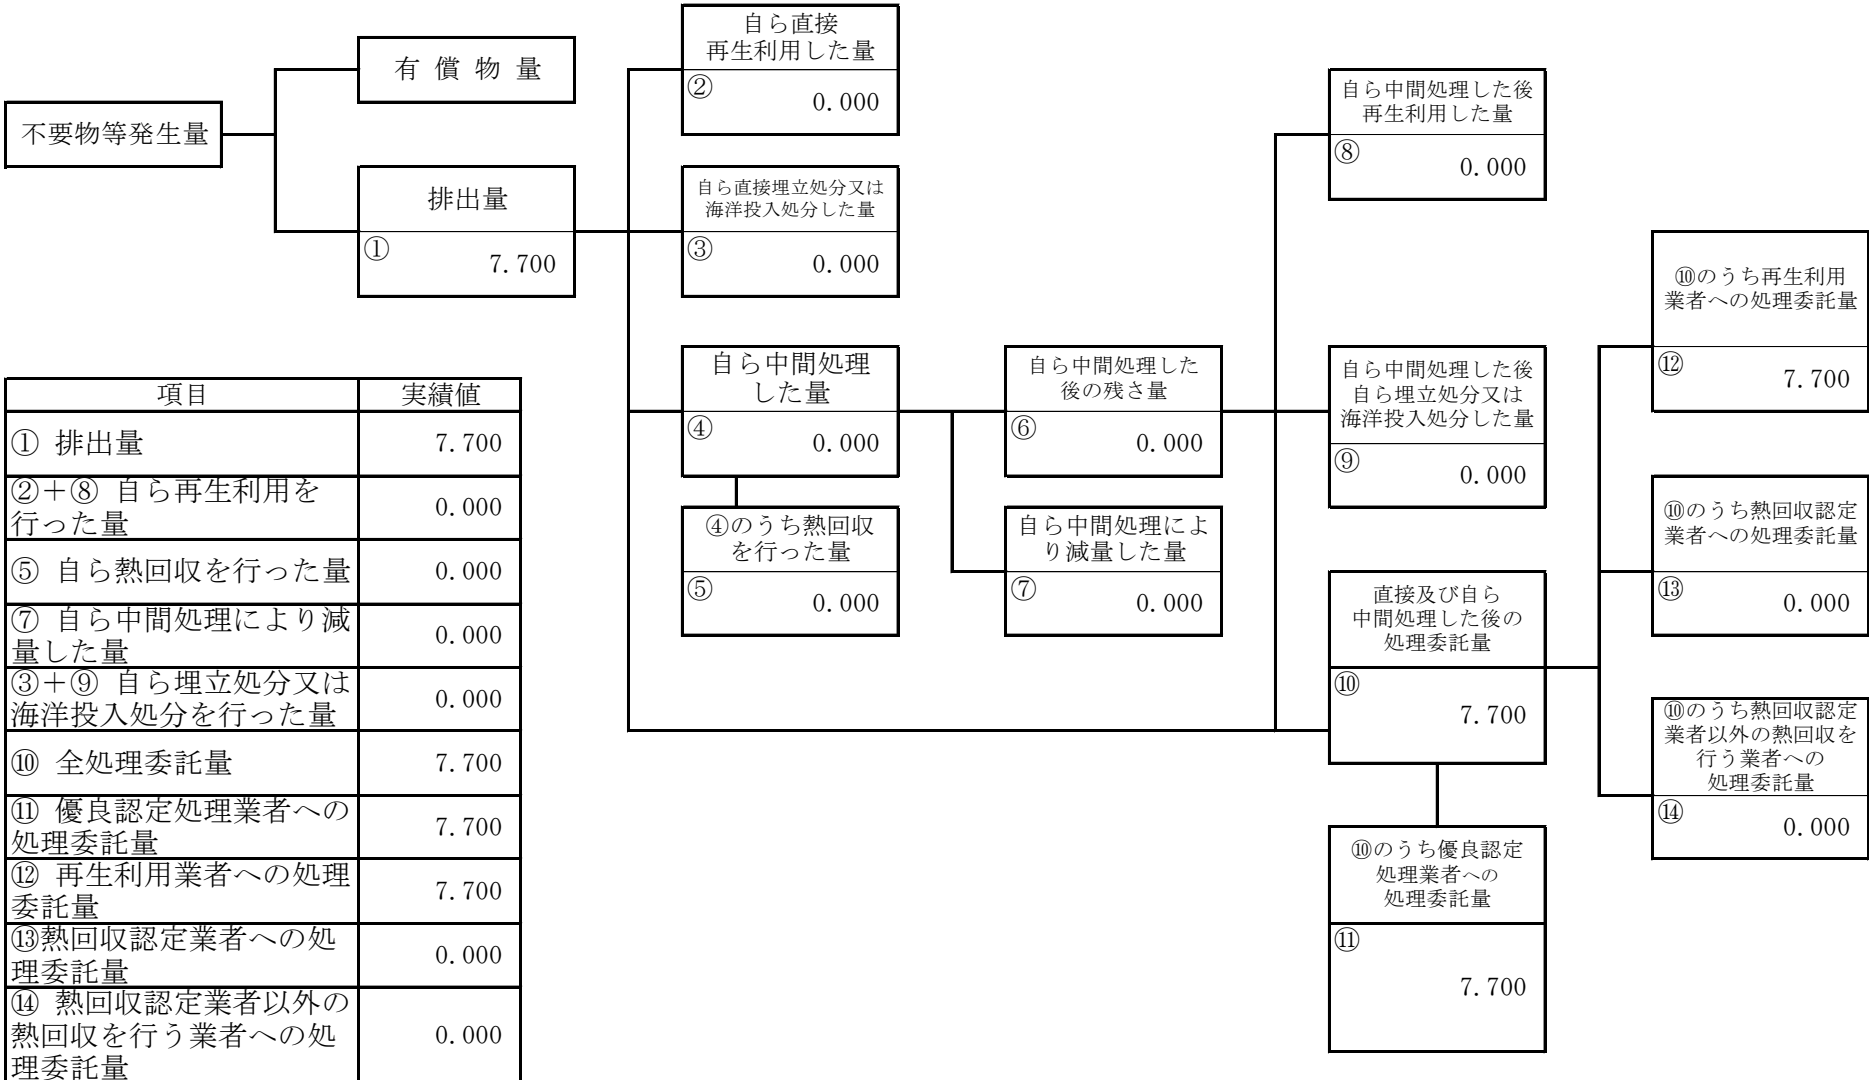 不要物等発生量
有 償 物 量
排出量
①
7.700
自ら直接
再生利用した量
②
0.000
自ら直接埋立処分又は
海洋投入処分した量
③
0.000
自ら中間処理
した量
④
0.000
④のうち熱回収
を行った量
⑤
0.000
自ら中間処理した
後の残さ量
⑥
0.000
自ら中間処理によ
り減量した量
⑦
0.000
自ら中間処理した後
再生利用した量
⑧
0.000
自ら中間処理した後
自ら埋立処分又は
海洋投入処分した量
⑨
0.000
直接及び自ら
中間処理した後の
処理委託量
⑩
7.700
⑩のうち優良認定
処理業者への
処理委託量
⑪
7.700
⑩のうち再生利用
業者への処理委託量
⑫
7.700
⑩のうち熱回収認定
業者への処理委託量
⑬
0.000
⑩のうち熱回収認定
業者以外の熱回収を
行う業者への
処理委託量
⑭
0.000
項目 実績値
① 排出量 7.700
②+⑧ 自ら再生利用を
行った量 0.000
⑤ 自ら熱回収を行った量 0.000
⑦ 自ら中間処理により減
量した量 0.000
③+⑨ 自ら埋立処分又は
海洋投入処分を行った量 0.000
⑩ 全処理委託量 7.700
⑪ 優良認定処理業者への
処理委託量 7.700
⑫ 再生利用業者への処理
委託量 7.700
⑬熱回収認定業者への処
理委託量 0.000
⑭ 熱回収認定業者以外の
熱回収を行う業者への処
理委託量 0.000